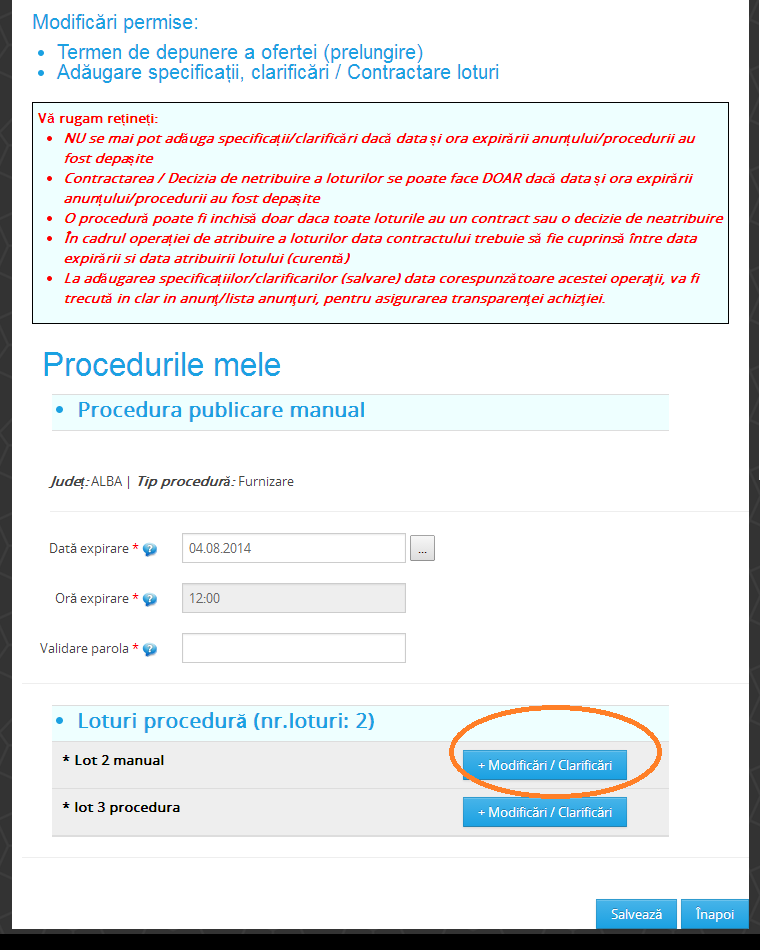 Modificări permise:
• Termen de depunere a ofertei (prelungire)
• Adăugare specificații, clarificări / Contractare loturi
Vă rugam rețineți:
• NU se mai pot adăuga specificații/clarificări dacă data și ora expirării anunțului/procedurii au
fost depașite
• Contractarea / Decizia de netribuire a loturilor se poate face DOAR dacă data și ora expirării
anunțului/procedurii au fost depașite
• O procedură poate fi inchisă doar daca toate loturile au un contract sau o decizie de neatribuire
• În cadrul operației de atribuire a loturilor data contractului trebuie să fie cuprinsă între data
expirării si data atribuirii lotului (curentă)
• La adăugarea specificațiilor/clarificarilor (salvare) data corespunzătoare acestei operații, va fi
trecută in clar in anunț/lista anunțuri, pentru asigurarea transparenței achiziției.
Procedurile mele
• Procedura publicare manual
Județ: ALBA | Tip procedură: Furnizare
Dată expirare * ?
04.08.2014
...
Oră expirare * ?
12:00
Validare parola * ?
• Loturi procedură (nr.loturi: 2)
* Lot 2 manual
+ Modificări / Clarificări
* lot 3 procedura
+ Modificări / Clarificări
Salvează
Înapoi